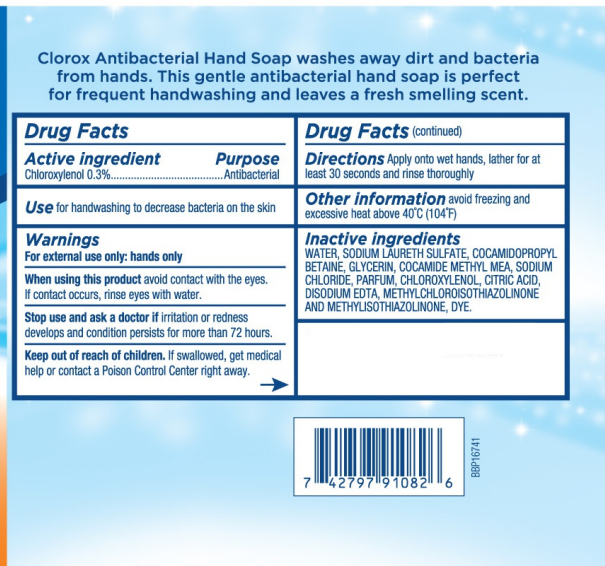 Clorox Antibacterial Hand Soap washes away dirt and bacteria
from hands. This gentle antibacterial hand soap is perfect
for frequent handwashing and leaves a fresh smelling scent.
Drug Facts
Active ingredient Purpose
Chloroxylenol 0.3%......................................Antibacterial
Use for handwashing to decrease bacteria on the skin
Warnings
For external use only: hands only
When using this product avoid contact with the eyes.
If contact occurs, rinse eyes with water.
Stop use and ask a doctor if irritation or redness
develops and condition persists for more than 72 hours.
Keep out of reach of children. If swallowed, get medical
help or contact a Poison Control Center right away.
Drug Facts (continued)
Directions Apply onto wet hands, lather for at
least 30 seconds and rinse thoroughly
Other information avoid freezing and
excessive heat above 40˚C (104˚F)
Inactive ingredients
WATER, SODIUM LAURETH SULFATE, COCAMIDOPROPYL
BETAINE, GLYCERIN, COCAMIDE METHYL MEA, SODIUM
CHLORIDE, PARFUM, CHLOROXYLENOL, CITRIC ACID,
DISODIUM EDTA, METHYLCHLOROISOTHIAZOLINONE
AND METHYLISOTHIAZOLINONE, DYE.
7 42797 91082 6
BBP16741